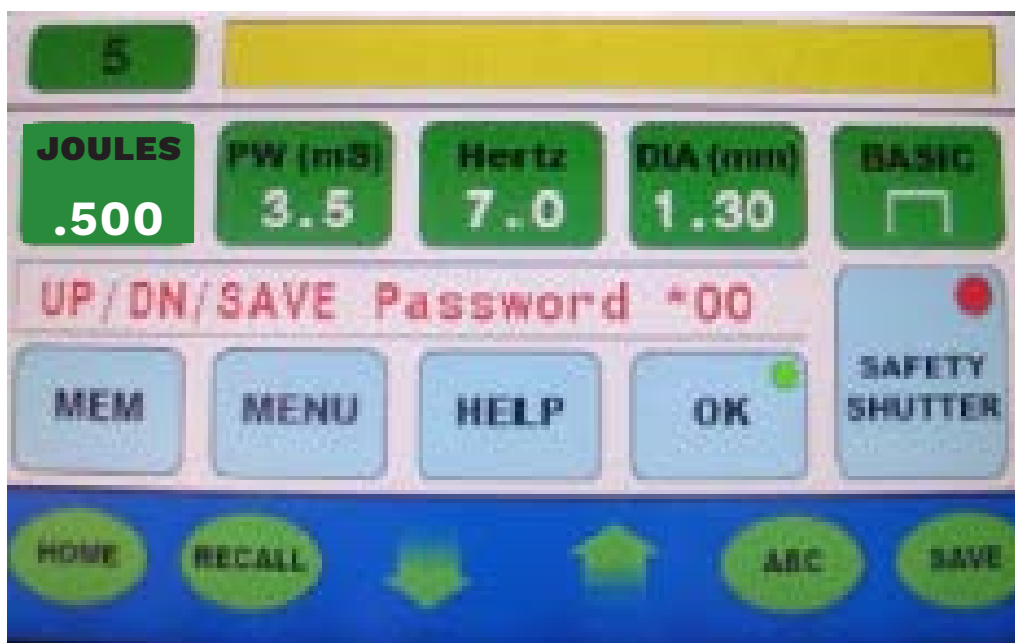 5
JOULES PW (mS) Hertz DIA (mm) BASIC
.500 3.5 7.0 1.30
UP/DN/SAVE Password *00
SAFETY
MEM MENU HELP OK SHUTTER
HOME RECALL ABC SAVE